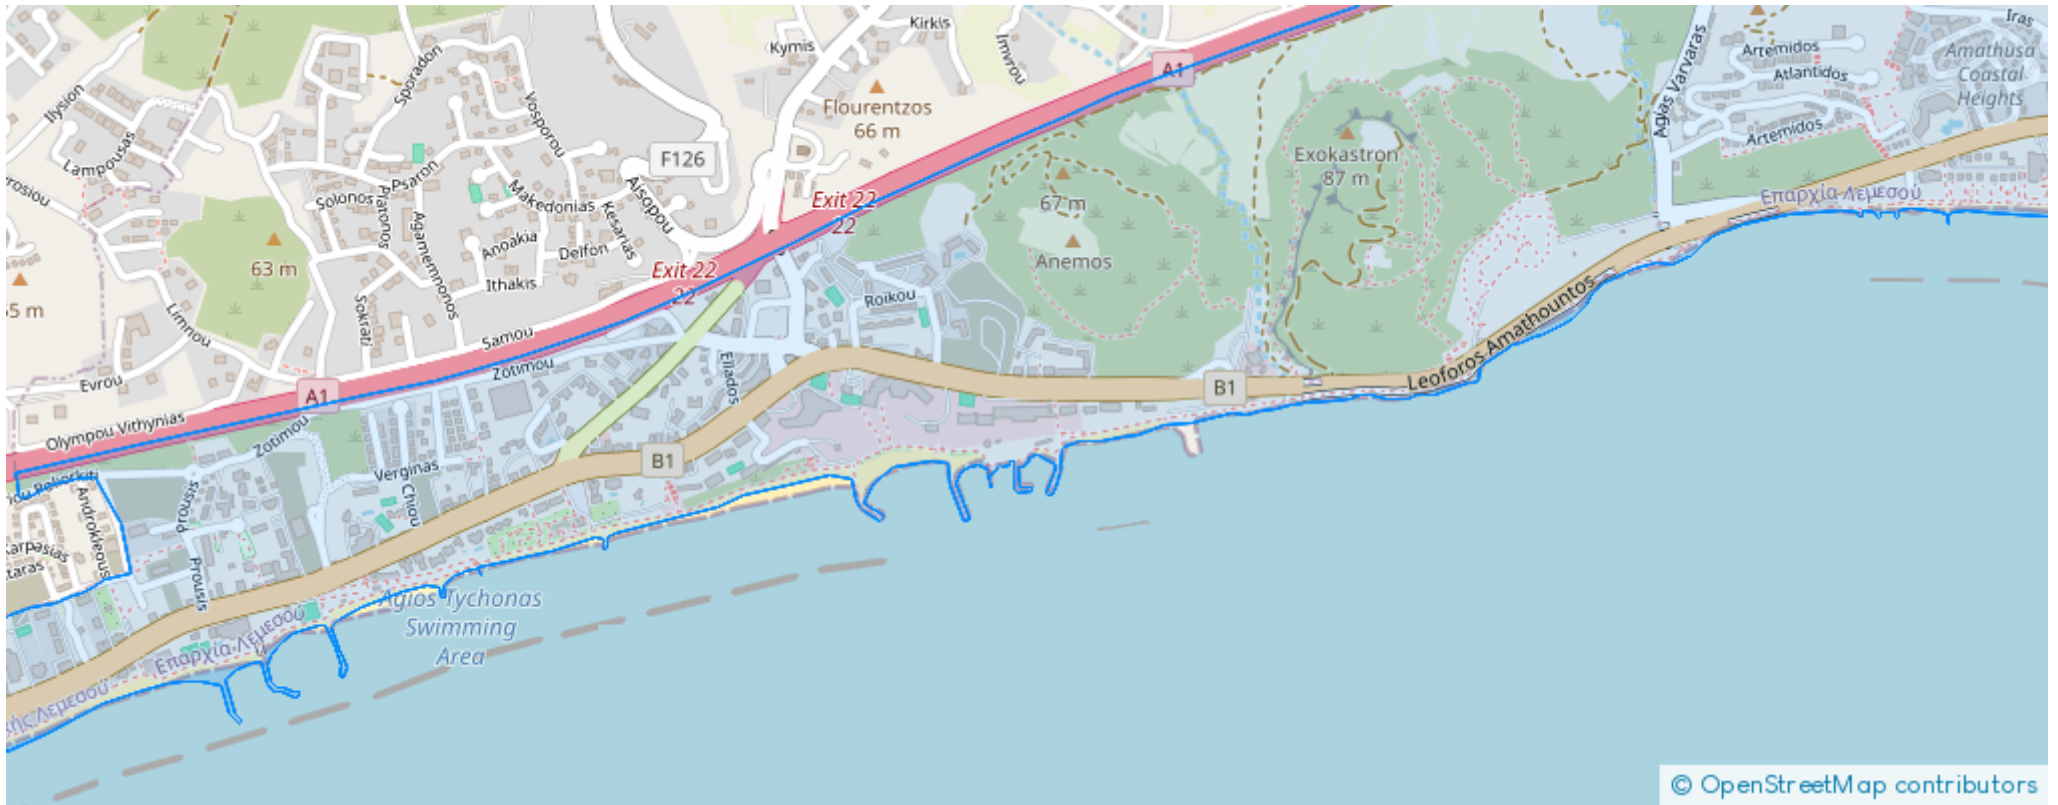 Kirkis
Kymis
Imvrou
A1
Iras
Artemidos
Amathusa
Coastal
Heights
Atlantidos
Artemidos
Agias Varvaras
Ilysion
Sporadon
Vosporou
Flourentzos
66 m
F126
Lampousas
Exokastron
87 m
Psaron
Solonos
Platonos
Makedonias
Aisopou
Kesarias
Exit 22
22
67 m
Επαρχία Λεμεσού
Agamemnonos
Anoakia
Delfon
Ithakis
63 m
Anemos
Exit 22
22
Roikou
Limnou
Sokrati
Samou
Zotimou
Eliados
Leoforos Amathountos
Evrou
A1
B1
Olympou Vithynias
Zotimou
B1
Verginas
Chiou
Androkleous
Prousis
Karpasias
Prousis
Agios Tychonas
Swimming
Area
Επαρχία Λεμεσού
Λεμεσού
© OpenStreetMap contributors